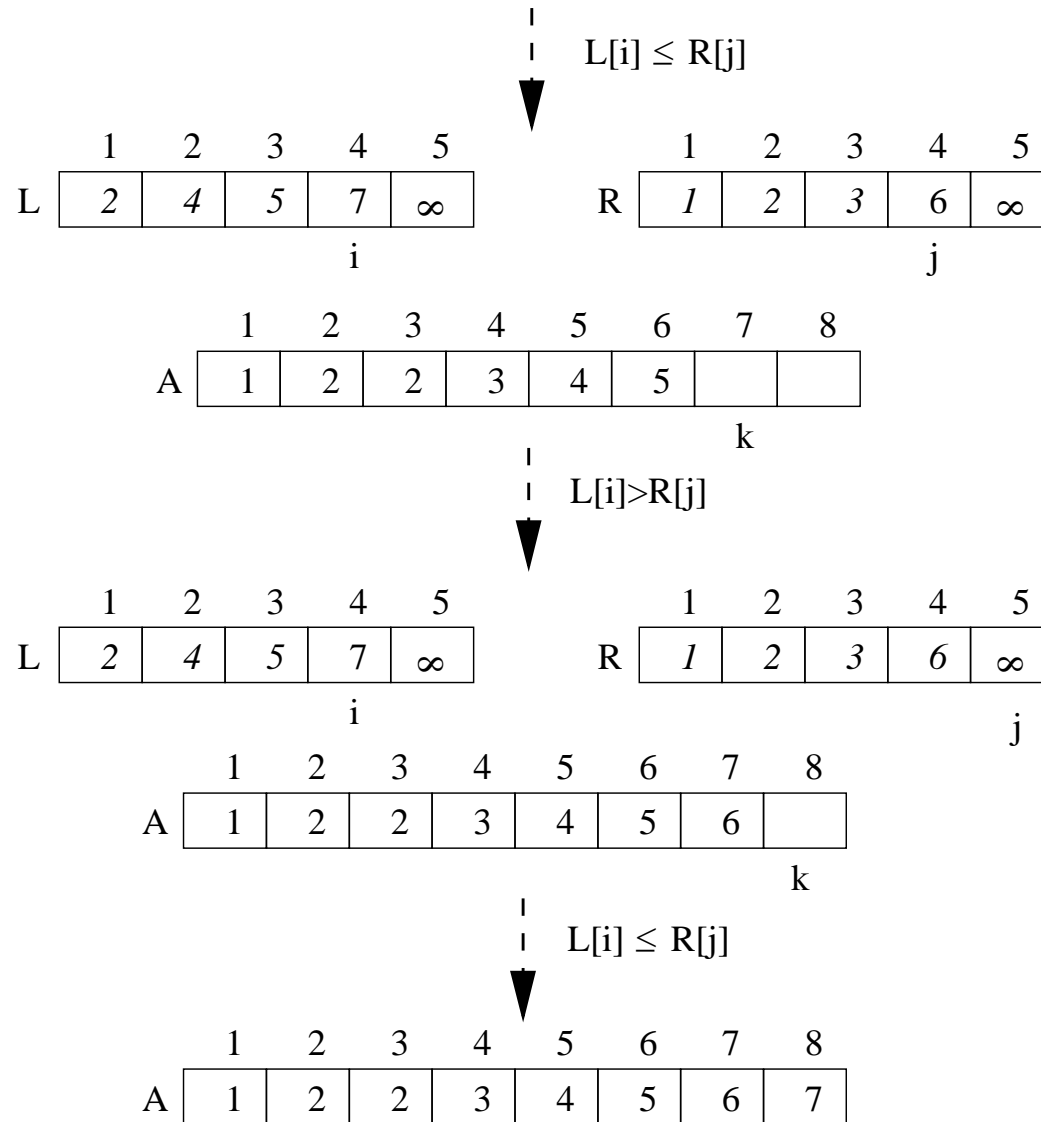 L[i] ≤ R[j]
1 2 3 4 5 1 2 3 4 5
L 2 4 5 7 ∞ R 1 2 3 6 ∞
i j
1 2 3 4 5 6 7 8
A 1 2 2 3 4 5
k
L[i]>R[j]
1 2 3 4 5 1 2 3 4 5
L 2 4 5 7 ∞ R 1 2 3 6 ∞
i j
1 2 3 4 5 6 7 8
A 1 2 2 3 4 5 6
k
L[i] ≤ R[j]
1 2 3 4 5 6 7 8
A 1 2 2 3 4 5 6 7